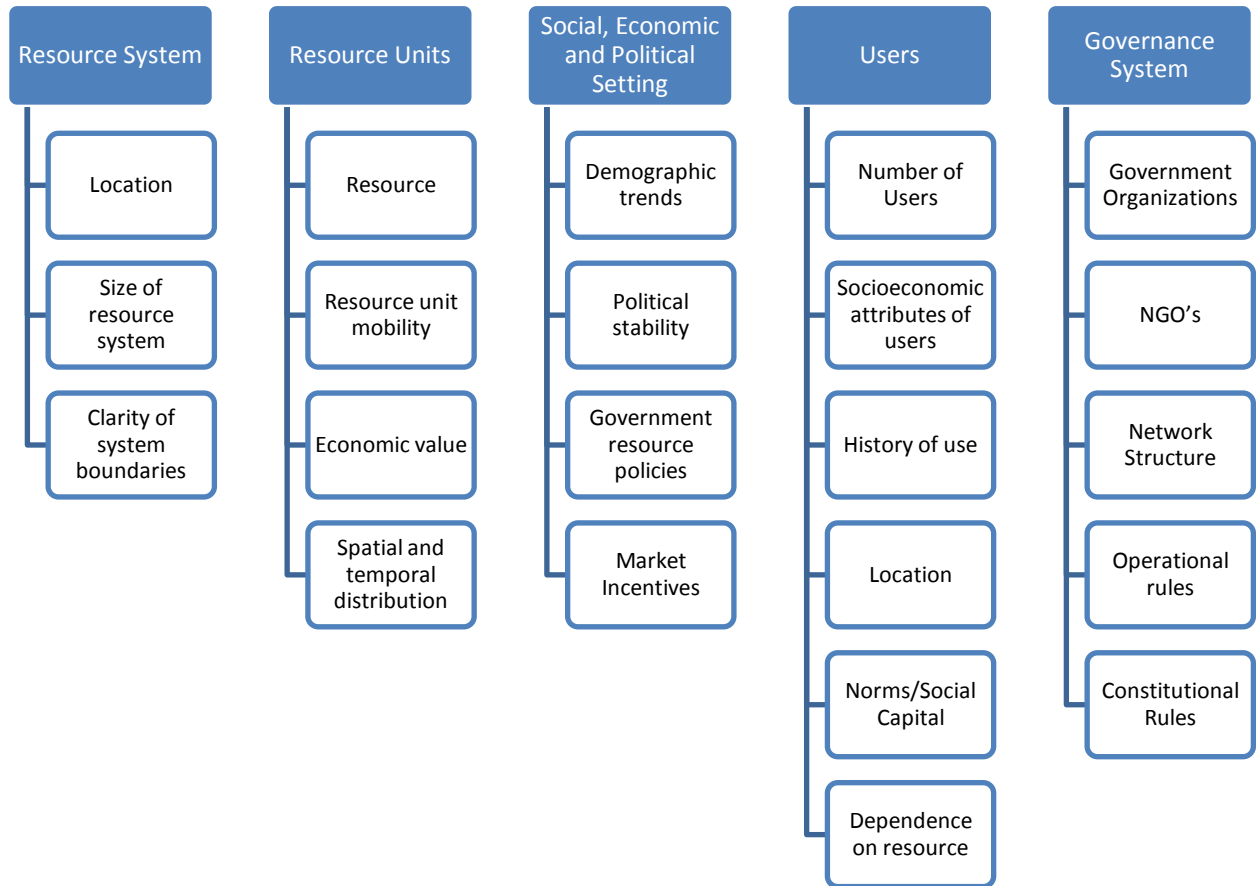 Resource System
Location
Size of
resource
system
Clarity of
system
boundaries
Resource Units
Resource
Resource unit
mobility
Economic value
Spatial and
temporal
distribution
Social, Economic
and Political
Setting
Demographic
trends
Political
stability
Government
resource
policies
Market
Incentives
Users
Number of
Users
Socioeconomic
attributes of
users
History of use
Location
Norms/Social
Capital
Dependence
on resource
Governance
System
Government
Organizations
NGO’s
Network
Structure
Operational
rules
Constitutional
Rules